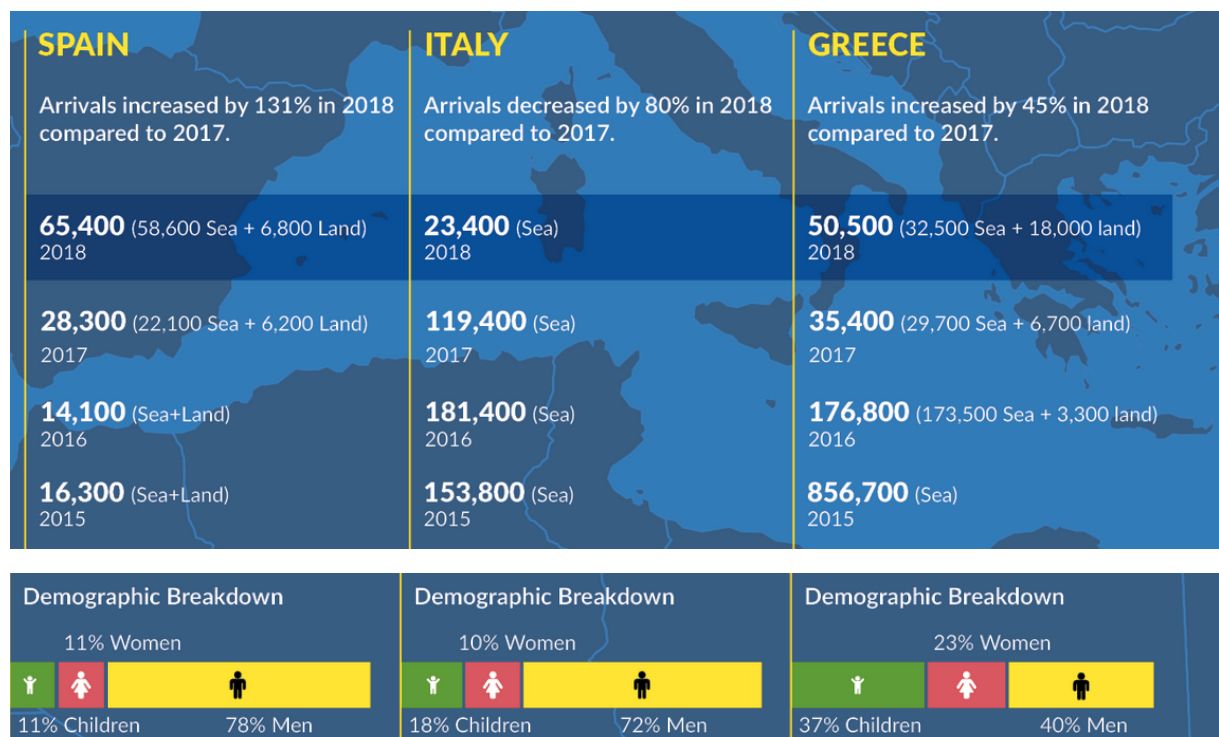 SPAIN
Arrivals increased by 131% in 2018
compared to 2017.
65,400 (58,600 Sea + 6,800 Land)
2018
28,300 (22,100 Sea + 6,200 Land)
2017
14,100 (Sea+Land)
2016
16,300 (Sea+Land)
2015
ITALY
Arrivals decreased by 80% in 2018
compared to 2017.
23,400 (Sea)
2018
119,400 (Sea)
2017
181,400 (Sea)
2016
153,800 (Sea)
2015
GREECE
Arrivals increased by 45% in 2018
compared to 2017.
50,500 (32,500 Sea + 18,000 land)
2018
35,400 (29,700 Sea + 6,700 land)
2017
176,800 (173,500 Sea + 3,300 land)
2016
856,700 (Sea)
2015
Demographic Breakdown
11% Women
11% Children
78% Men
Demographic Breakdown
10% Women
18% Children
72% Men
Demographic Breakdown
23% Women
37% Children
40% Men